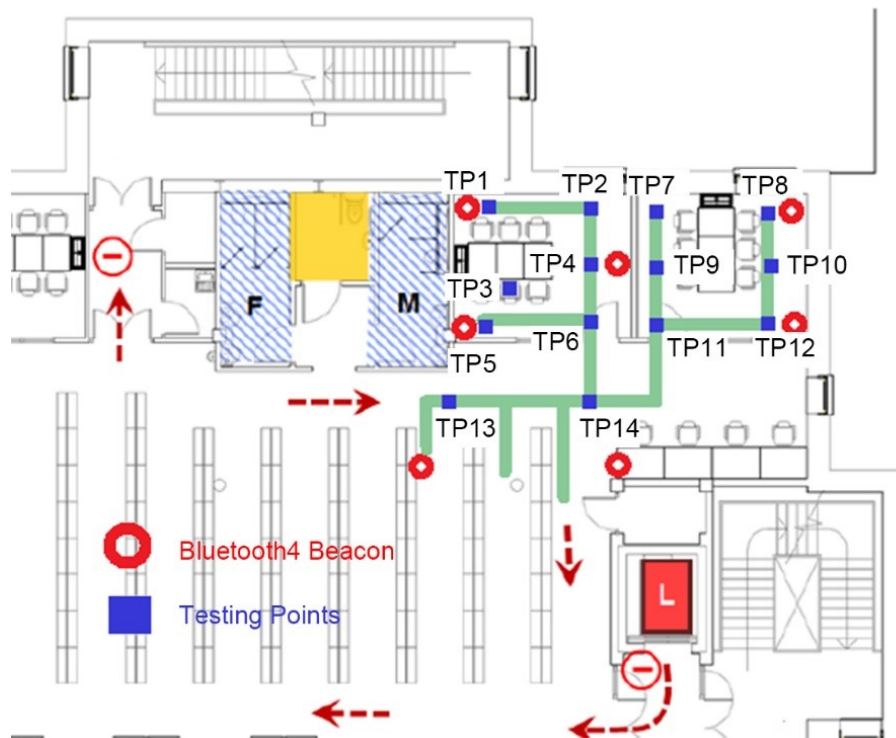 TP1
TP2
TP7
TP8
TP4
TP9
TP10
TP3
F
M
TP5
TP6
TP11
TP12
TP13
TP14
Bluetooth4 Beacon
Testing Points
L